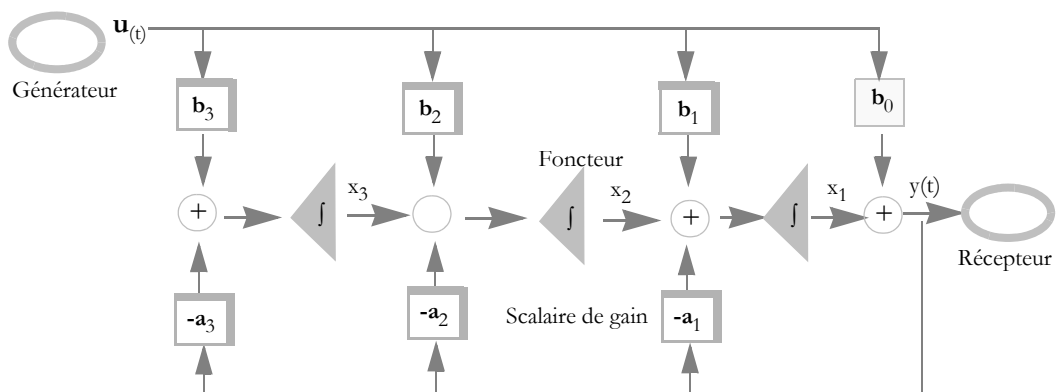 u(t)
Générateur
b3
b2
b1
b0
Foncteur
x3
x2
x1
y(t)
+
∫
∫
+
∫
+
Récepteur
-a3
-a2
Scalaire de gain
-a1